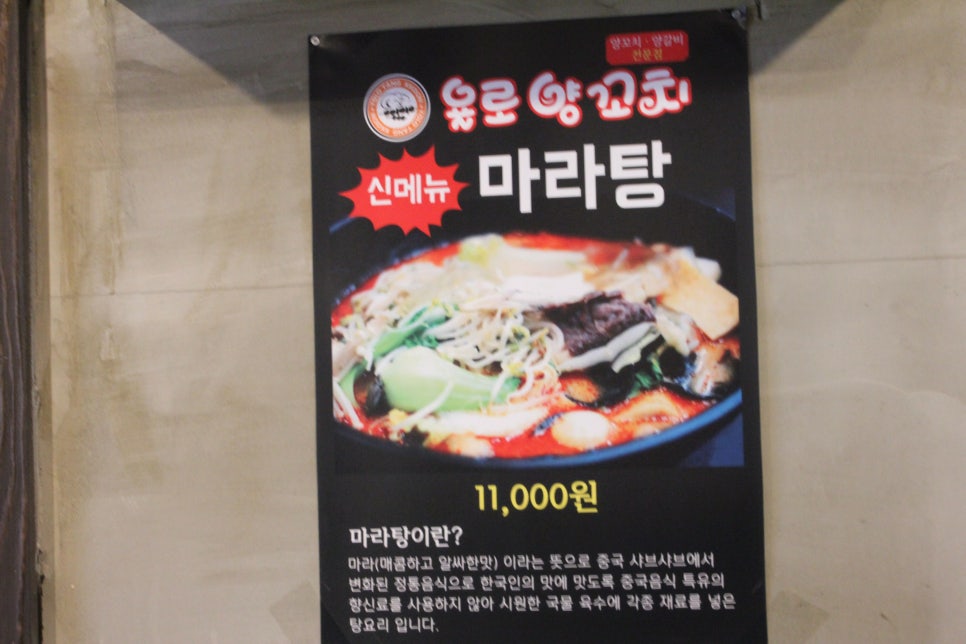 양꼬치 · 양갈비
전문점
유로양꼬치
신메뉴
마라탕
11,000원
마라탕이란?
마라(매콤하고 알싸한맛) 이라는 뜻으로 중국 샤브샤브에서
변화된 정통음식으로 한국인의 맛에 맛도록 중국음식 특유의
향신료를 사용하지 않아 시원한 국물 육수에 각종 재료를 넣은
탕요리 입니다.